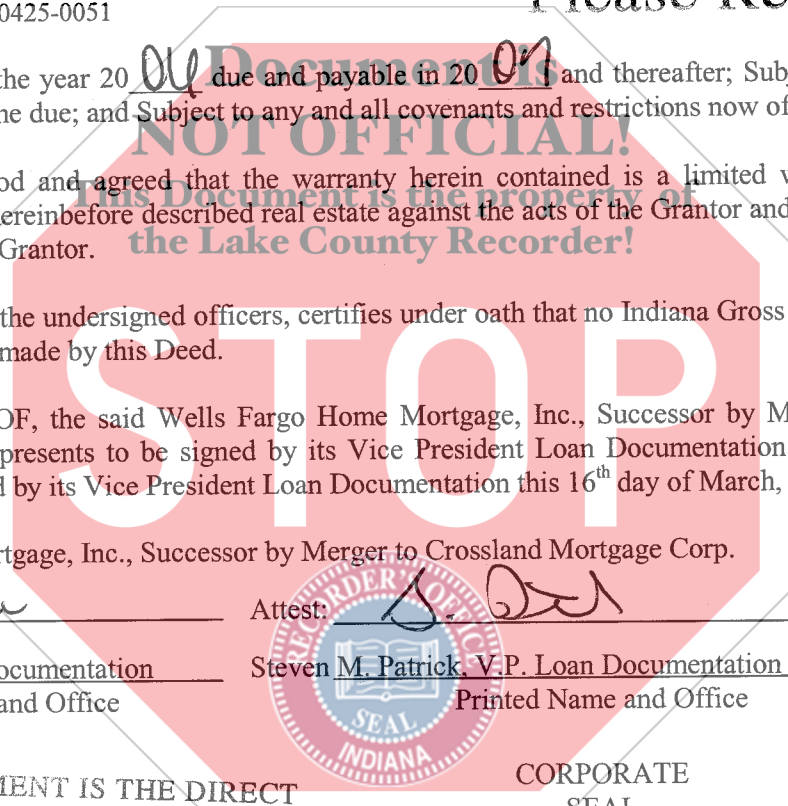 0425-0051
the year 20 04 due and payable in 20 and thereafter; Sub
ne due; and Subject to any and all covenants and restrictions now of
od and agreed that the warranty herein contained is a limited w
ereinbefore described real estate against the acts of the Grantor and
Grantor.
Document is
NOT OFFICIAL!
This Document is the property of
the Lake County Recorder!
the undersigned officers, certifies under oath that no Indiana Gross
made by this Deed.
STOP
OF, the said Wells Fargo Home Mortgage, Inc., Successor by M
presents to be signed by its Vice President Loan Documentation
d by its Vice President Loan Documentation this 16th day of March,
rtgage, Inc., Successor by Merger to Crossland Mortgage Corp.
Attest:
ocumentation Steven M. Patrick, V.P. Loan Documentation
and Office Printed Name and Office
RECORDER'S OFFICE
SEAL
INDIANA
MENT IS THE DIRECT
CORPORATE
SEAL